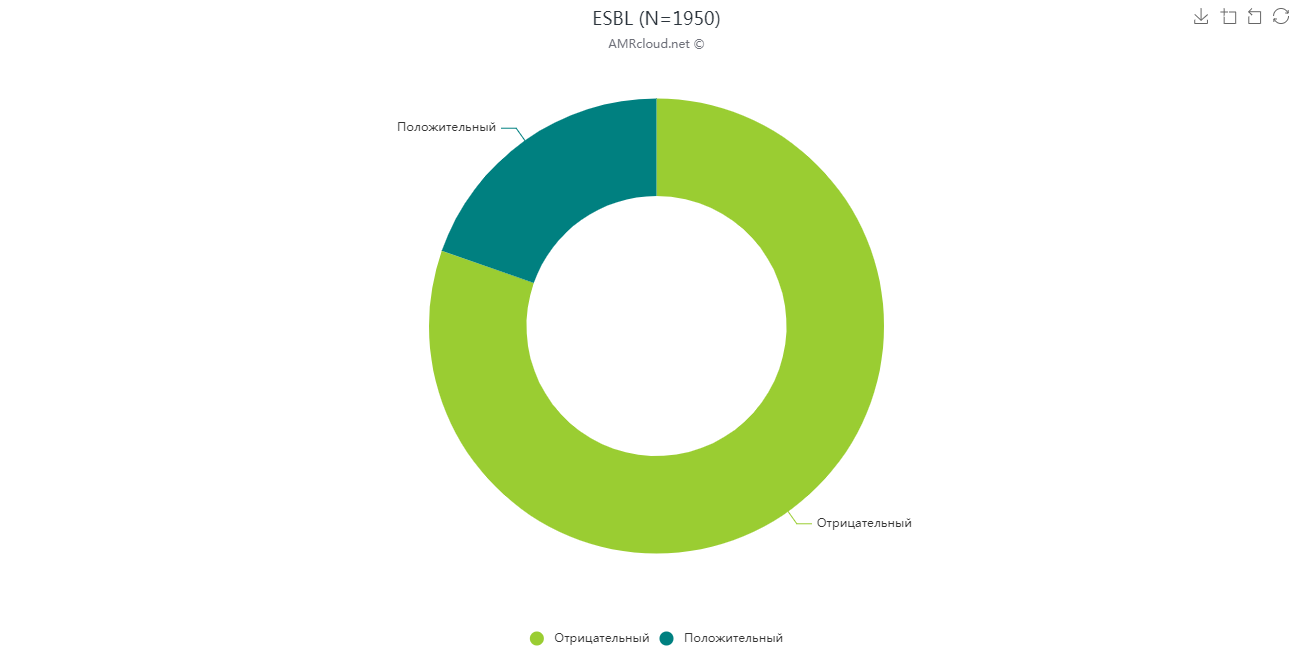 ESBL (N=1950)
AMRcloud.net ©
Положительный
Отрицательный
Отрицательный
Положительный